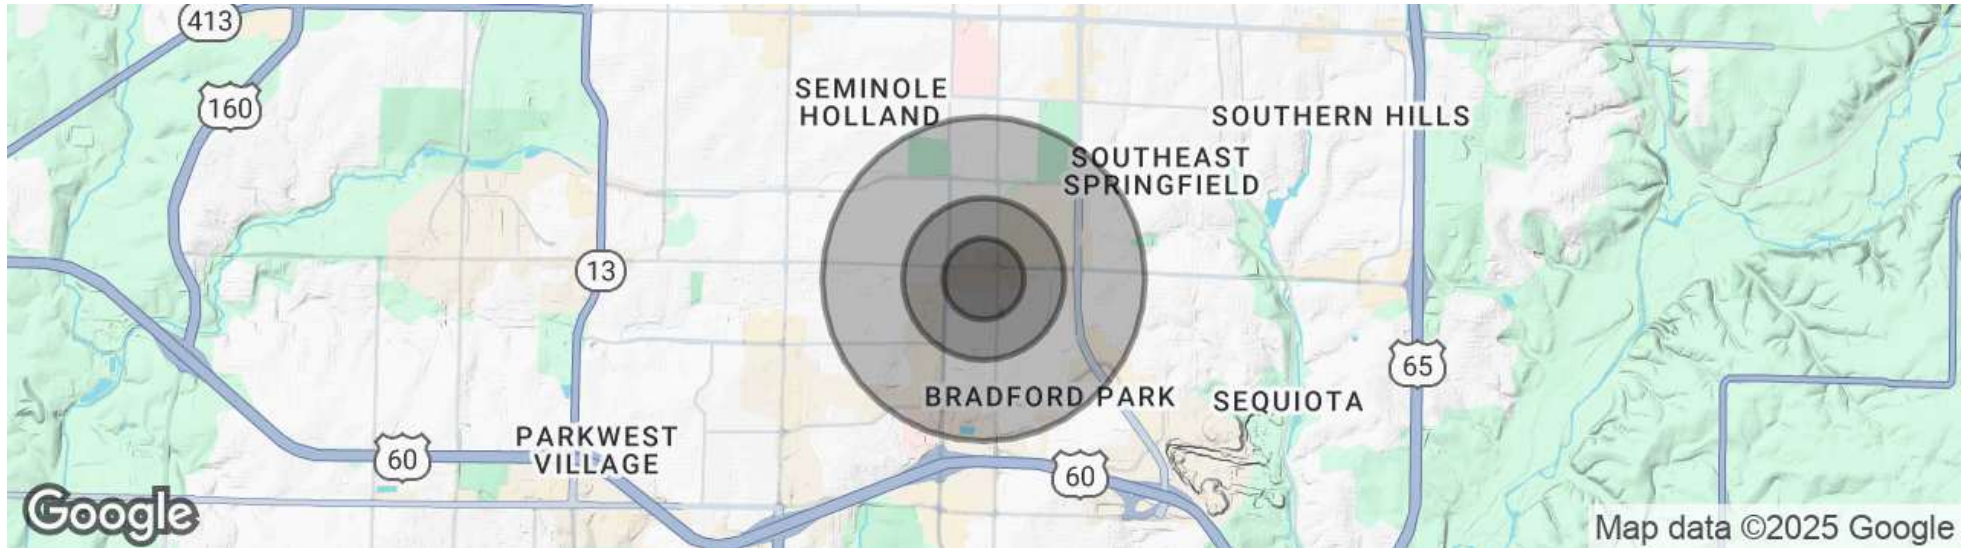 413
160
SEMINOLE
HOLLAND
SOUTHERN HILLS
SOUTHEAST
SPRINGFIELD
13
65
BRADFORD PARK
SEQUIOTA
PARKWEST
VILLAGE
60
60
Google
Map data ©2025 Google